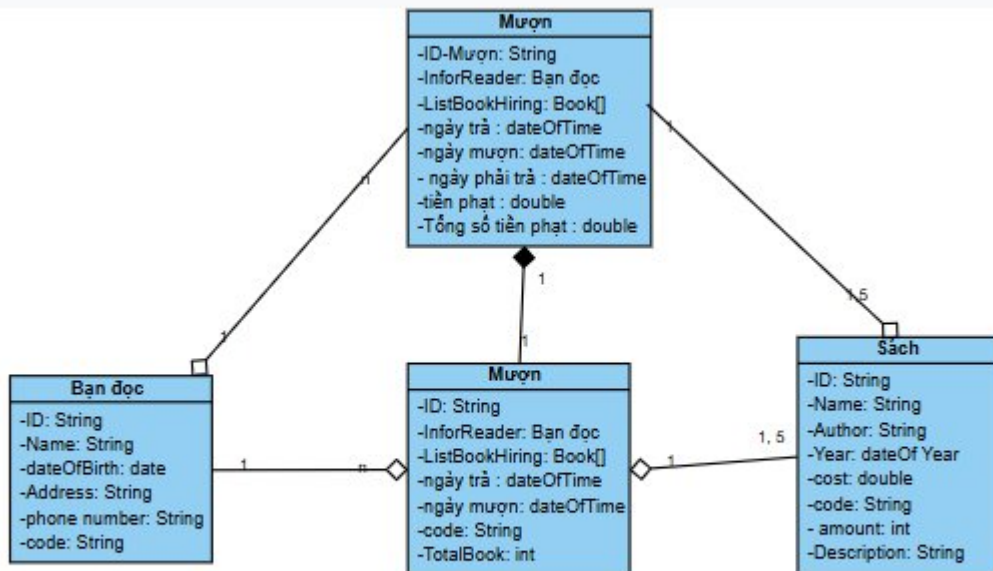 Mượn
-ID-Mượn: String
-InforReader: Bạn đọc
-ListBookHiring: Book[]
-ngày trả : dateOfTime
-ngày mượn: dateOfTime
- ngày phải trả : dateOfTime
-tiền phạt : double
-Tổng số tiền phạt : double
n
1
1
1,5
1
1
Bạn đọc
-ID: String
-Name: String
-dateOfBirth: date
-Address: String
-phone number: String
-code: String
1
n
Mượn
-ID: String
-InforReader: Bạn đọc
-ListBookHiring: Book[]
-ngày trả : dateOfTime
-ngày mượn: dateOfTime
-code: String
-TotalBook: int
1
1, 5
Sách
-ID: String
-Name: String
-Author: String
-Year: dateOf Year
-cost: double
-code: String
- amount: int
-Description: String